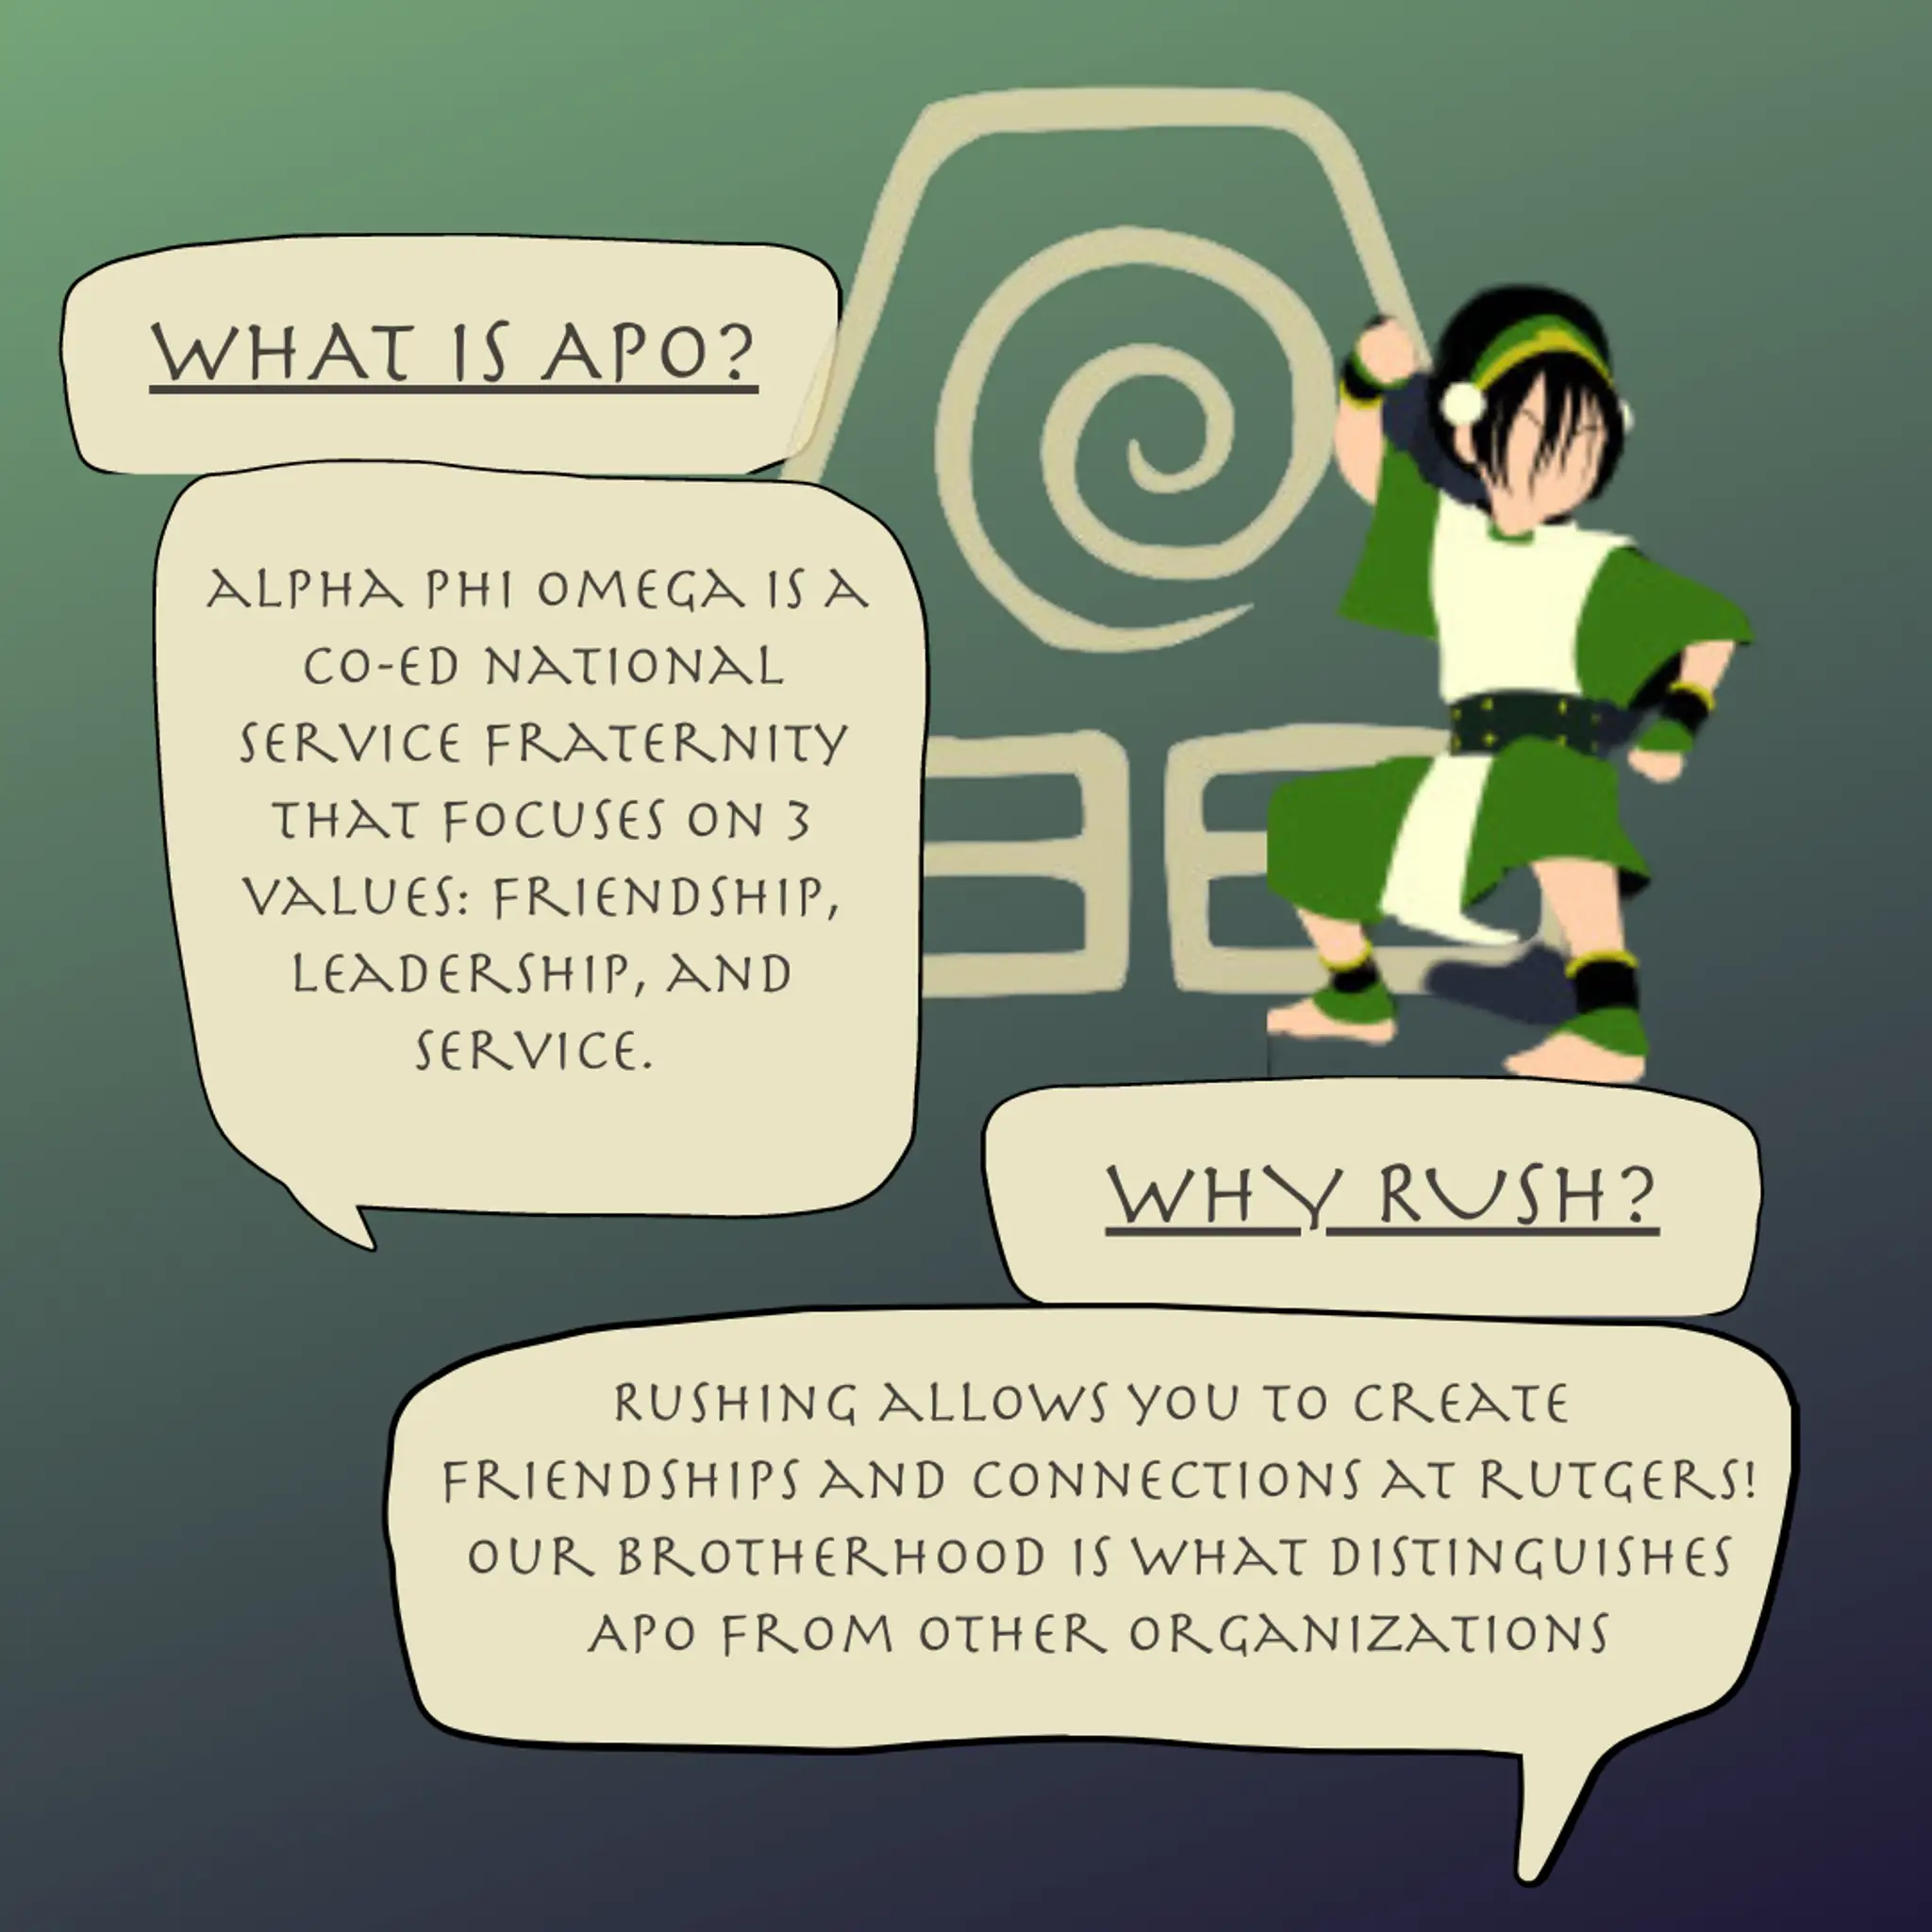 WHAT IS APO?
ALPHA PHI OMEGA IS A
CO-ED NATIONAL
SERVICE FRATERNITY
THAT FOCUSES ON 3
VALUES: FRIENDSHIP,
LEADERSHIP, AND
SERVICE.
WHY RUSH?
RUSHING ALLOWS YOU TO CREATE
FRIENDSHIPS AND CONNECTIONS AT RUTGERS!
OUR BROTHERHOOD IS WHAT DISTINGUISHES
APO FROM OTHER ORGANIZATIONS